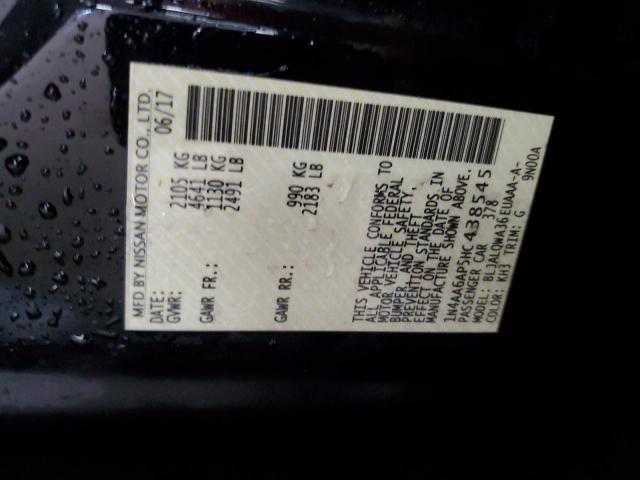 MFD BY NISSAN MOTOR CO., LTD.
DATE: 06/17
GVWR: 2105 KG
4641 LB
GAWR FR.: 1130 KG
2491 LB
GAWR RR.: 990 KG
2183 LB
THIS VEHICLE CONFORMS TO
ALL APPLICABLE FEDERAL
MOTOR VEHICLE SAFETY,
BUMPER, AND THEFT
PREVENTION STANDARDS IN
EFFECT ON THE DATE OF
MANUFACTURE SHOWN ABOVE.
1N4AA6AP5HC438545
PASSENGER CAR 378
MODEL: BLJALQWA36EUAAA-A-
COLOR: KH3 TRIM: G 9N00A